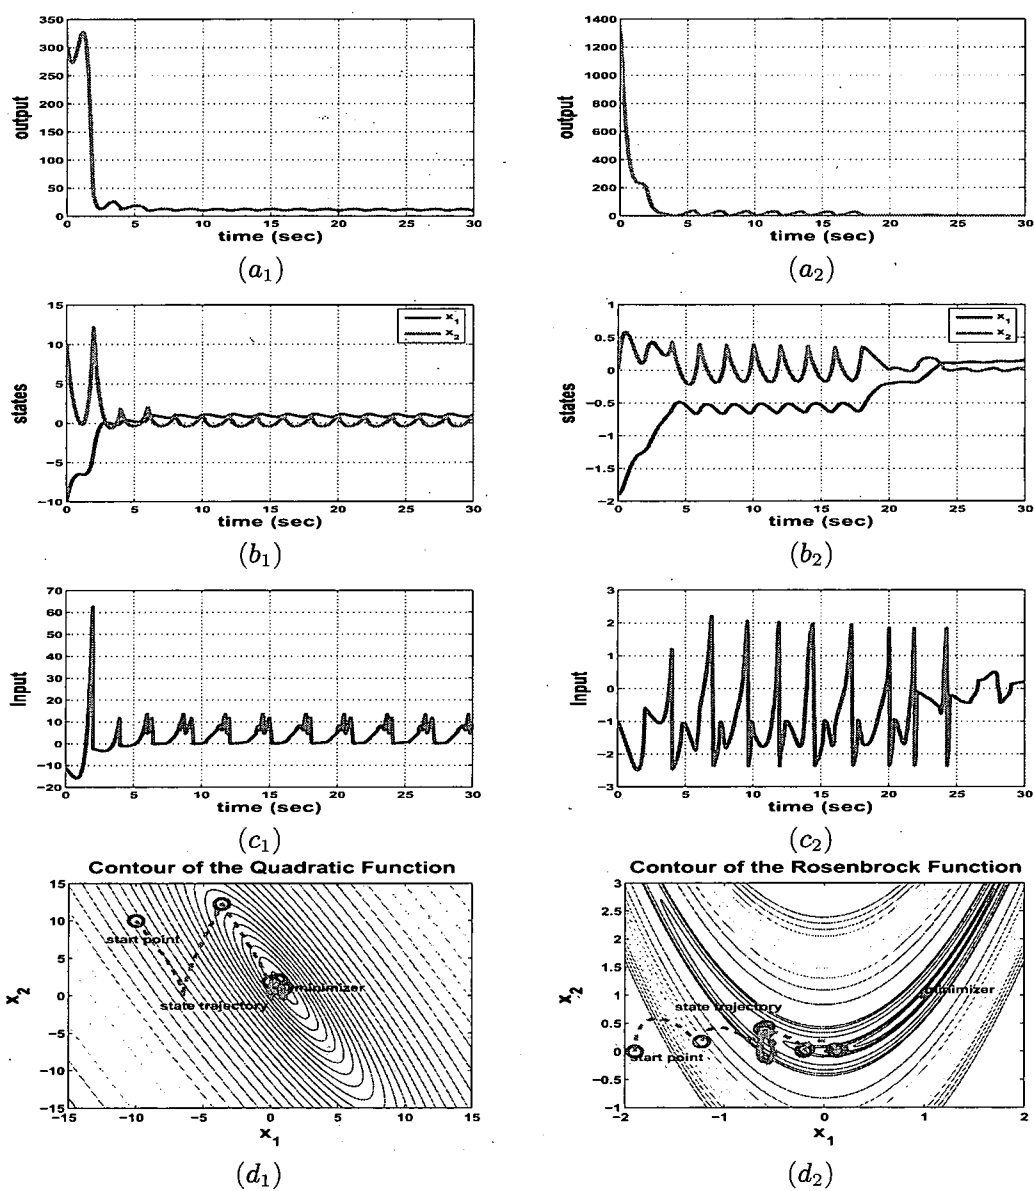 350
300
250
200
150
100
50
0
output
0 5 10 15 20 25 30
time (sec)
(a₁)
1400
1200
1000
800
600
400
200
0
output
0 5 10 15 20 25 30
time (sec)
(a₂)
15
10
5
0
−5
−10
states
x₁
x₂
0 5 10 15 20 25 30
time (sec)
(b₁)
1
0.5
0
−0.5
−1
−1.5
−2
states
x₁
x₂
0 5 10 15 20 25 30
time (sec)
(b₂)
70
60
50
40
30
20
10
0
−10
−20
Input
0 5 10 15 20 25 30
time (sec)
(c₁)
3
2
1
0
−1
−2
−3
Input
0 5 10 15 20 25 30
time (sec)
(c₂)
Contour of the Quadratic Function
15
10
5
0
−5
−10
−15
x₂
start point
state trajectory
minimizer
−15 −10 −5 0 5 10 15
x₁
(d₁)
Contour of the Rosenbrock Function
3
2.5
2
1.5
1
0.5
0
−0.5
−1
x₂
minimizer
state trajectory
start point
−2 −1 0 1 2
x₁
(d₂)